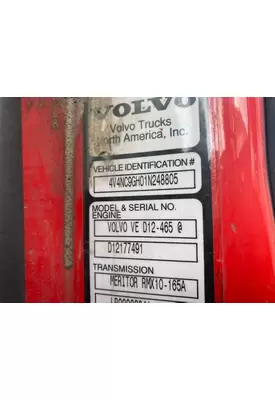 VOLVO
Volvo Trucks
North America, Inc.
VEHICLE IDENTIFICATION #
4V4NC9GH01N248805
MODEL & SERIAL NO.
ENGINE
VOLVO VE D12-465 @
D12177491
TRANSMISSION
MERITOR RMX10-165A